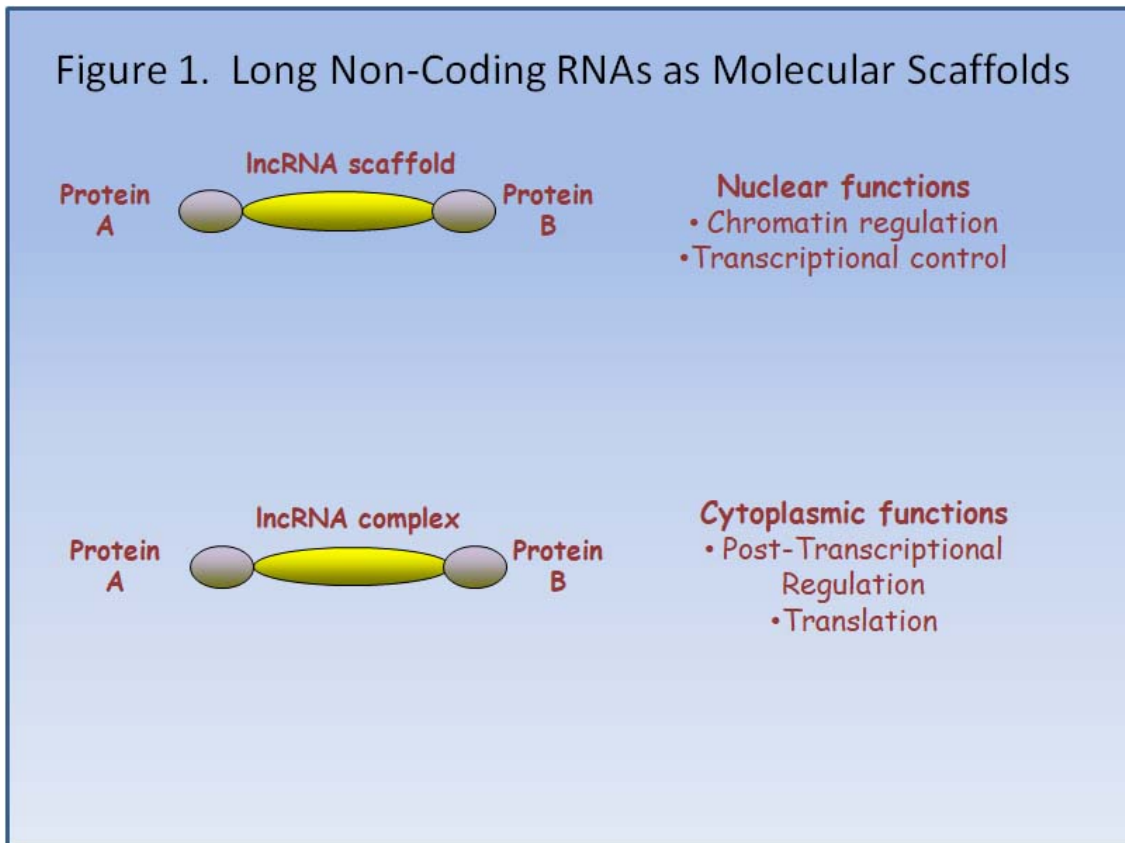 Figure 1. Long Non-Coding RNAs as Molecular Scaffolds
lncRNA scaffold
Protein
A
Protein
B
Nuclear functions
• Chromatin regulation
•Transcriptional control
lncRNA complex
Protein
A
Protein
B
Cytoplasmic functions
• Post-Transcriptional
Regulation
•Translation